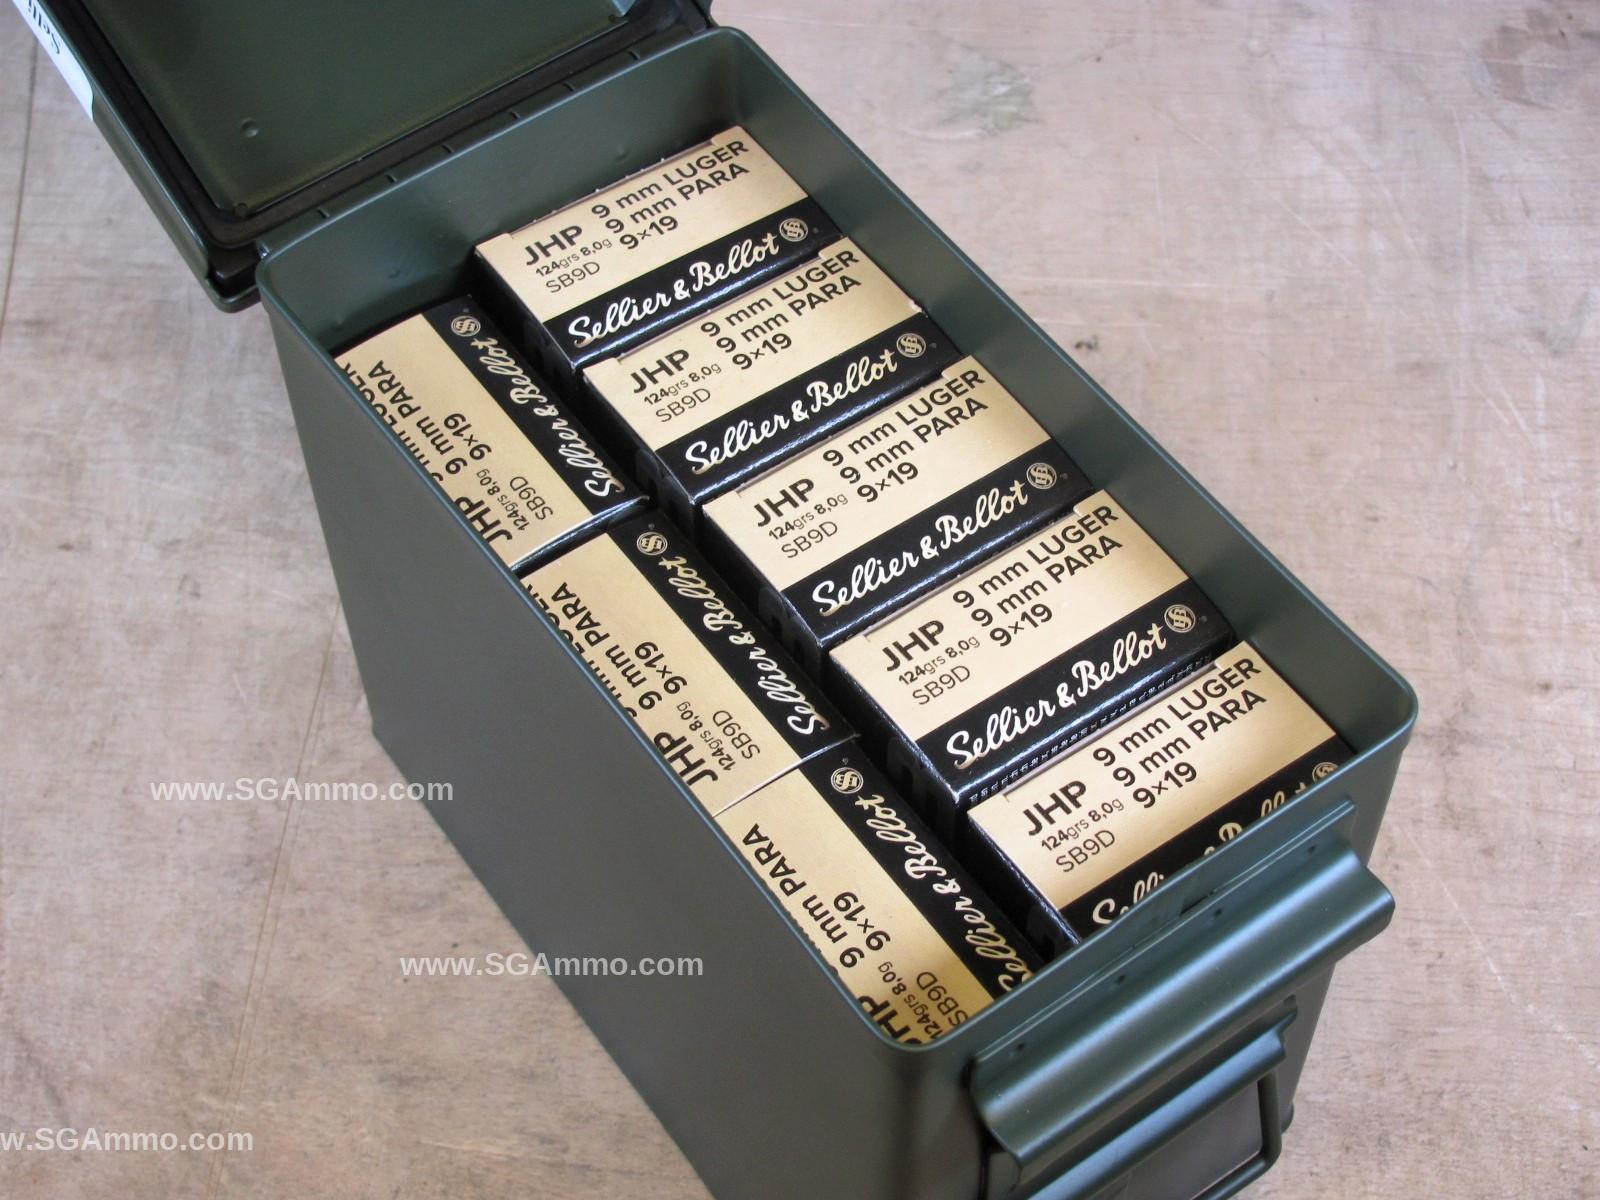 Selli
JHP
9 mm LUGER
9 mm PARA
9×19
124grs 8,0g
SB9D
Sellier & Bellot
JHP
9 mm LUGER
9 mm PARA
9×19
124grs 8,0g
SB9D
Sellier & Bellot
JHP
9 mm LUGER
9 mm PARA
9×19
124grs 8,0g
SB9D
Sellier & Bellot
JHP
9 mm LUGER
9 mm PARA
9×19
124grs 8,0g
SB9D
Sellier & Bellot
JHP
9 mm LUGER
9 mm PARA
9×19
124grs 8,0g
SB9D
JHP
9 mm PARA
9×19
124grs 8,0g
SB9D
Sellier & Bellot
JHP
9 mm PARA
9×19
124grs 8,0g
SB9D
Sellier & Bellot
JHP
9 mm PARA
9×19
124grs 8,0g
SB9D
Sellier & Bellot
www.SGAmmo.com
www.SGAmmo.com
w.SGAmmo.com